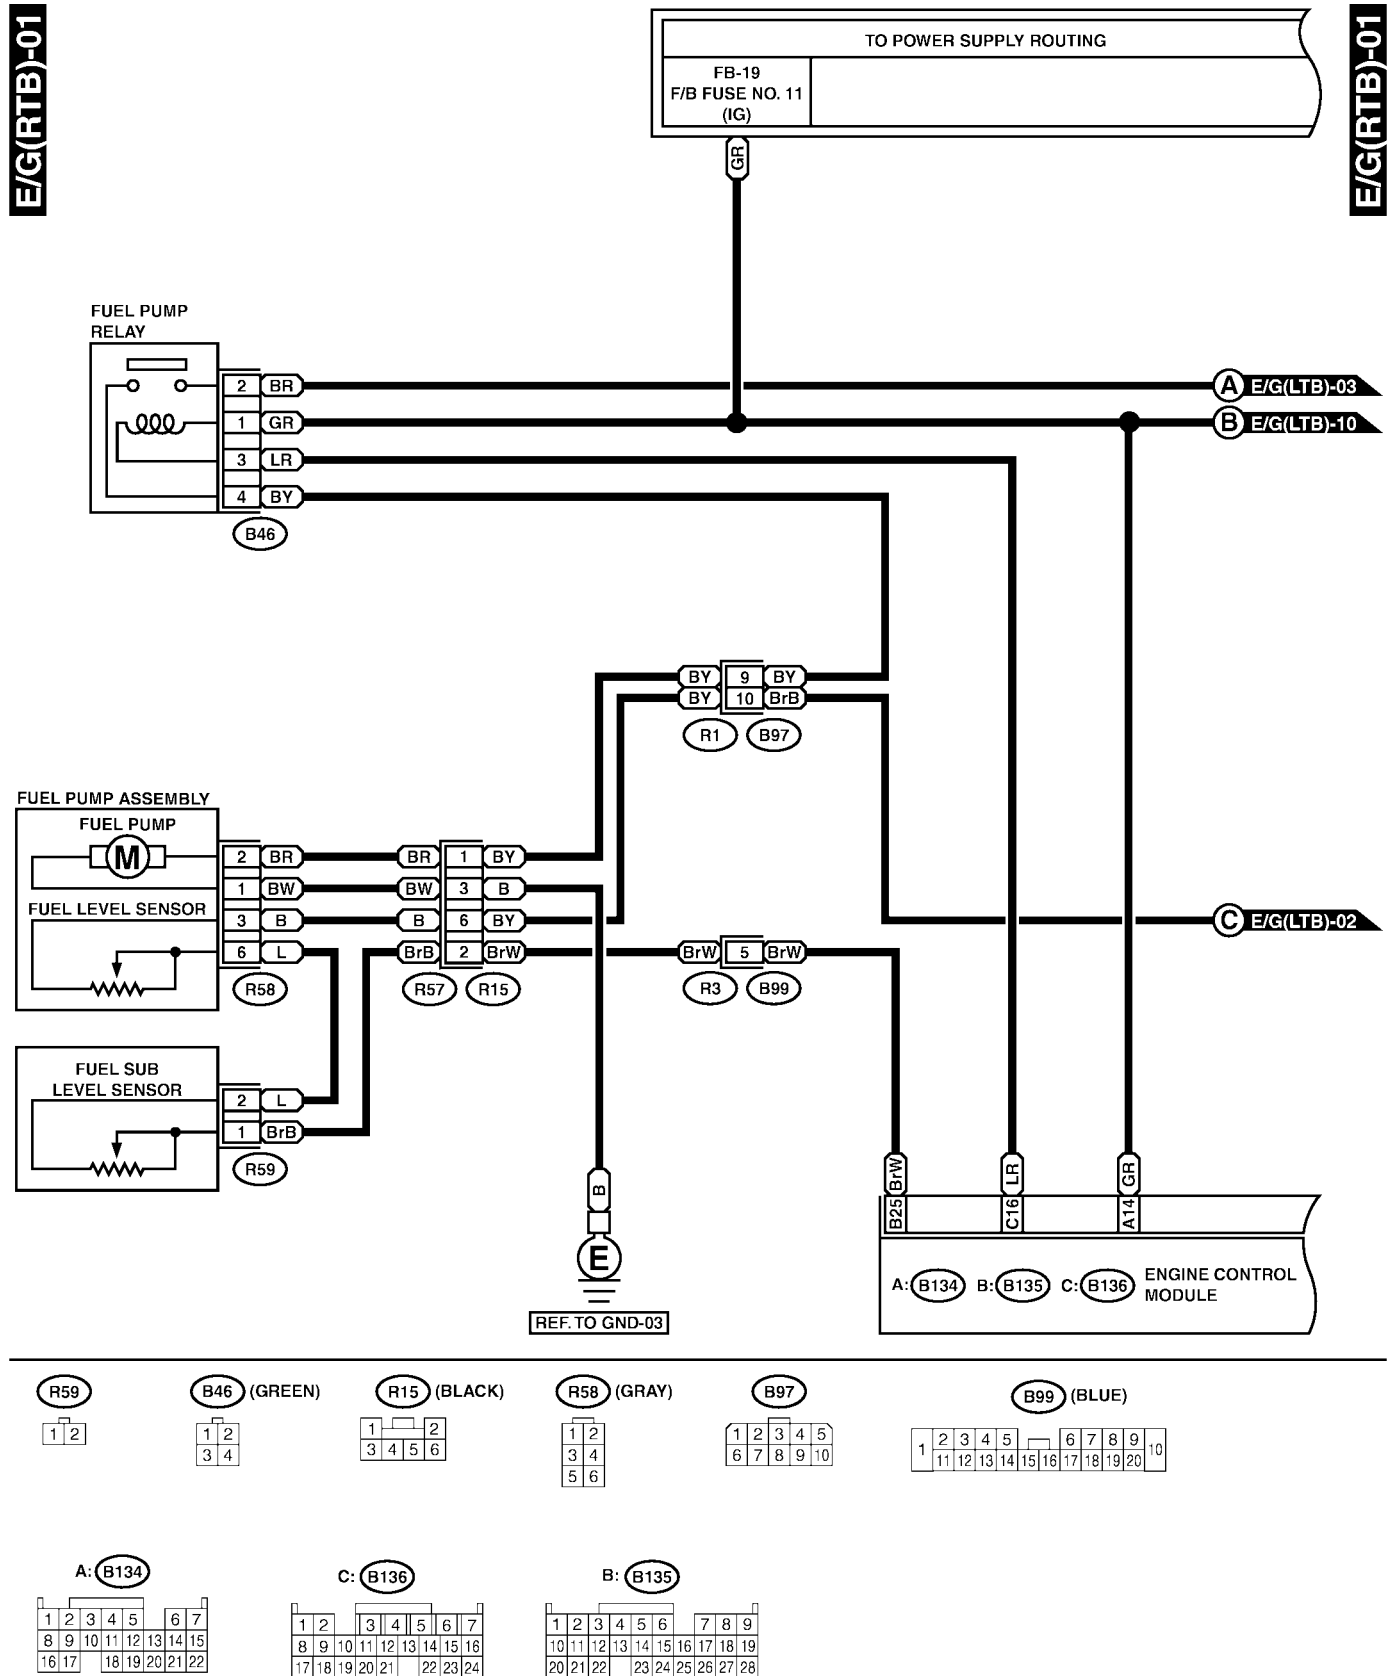 E/G(RTB)-01
E/G(RTB)-01
TO POWER SUPPLY ROUTING
FB-19
F/B FUSE NO. 11
(IG)
GR
FUEL PUMP
RELAY
2 BR
A E/G(LTB)-03
1 GR
B E/G(LTB)-10
3 LR
4 BY
B46
BY 9 BY
BY 10 BrB
R1 B97
FUEL PUMP ASSEMBLY
FUEL PUMP
M
2 BR BR 1 BY
1 BW BW 3 B
FUEL LEVEL SENSOR
3 B B 6 BY
C E/G(LTB)-02
6 L BrB 2 BrW BrW 5 BrW
R58 R57 R15 R3 B99
FUEL SUB
LEVEL SENSOR
2 L
1 BrB
R59
B
E
REF. TO GND-03
BrW LR GR
B25 C16 A14
A: B134 B: B135 C: B136
ENGINE CONTROL
MODULE
R59
1 2
B46 (GREEN)
1 2
3 4
R15 (BLACK)
1 2
3 4 5 6
R58 (GRAY)
1 2
3 4
5 6
B97
1 2 3 4 5
6 7 8 9 10
B99 (BLUE)
1 2 3 4 5 6 7 8 9 10
11 12 13 14 15 16 17 18 19 20
A: B134
1 2 3 4 5 6 7
8 9 10 11 12 13 14 15
16 17 18 19 20 21 22
C: B136
1 2 3 4 5 6 7
8 9 10 11 12 13 14 15 16
17 18 19 20 21 22 23 24
B: B135
1 2 3 4 5 6 7 8 9
10 11 12 13 14 15 16 17 18 19
20 21 22 23 24 25 26 27 28